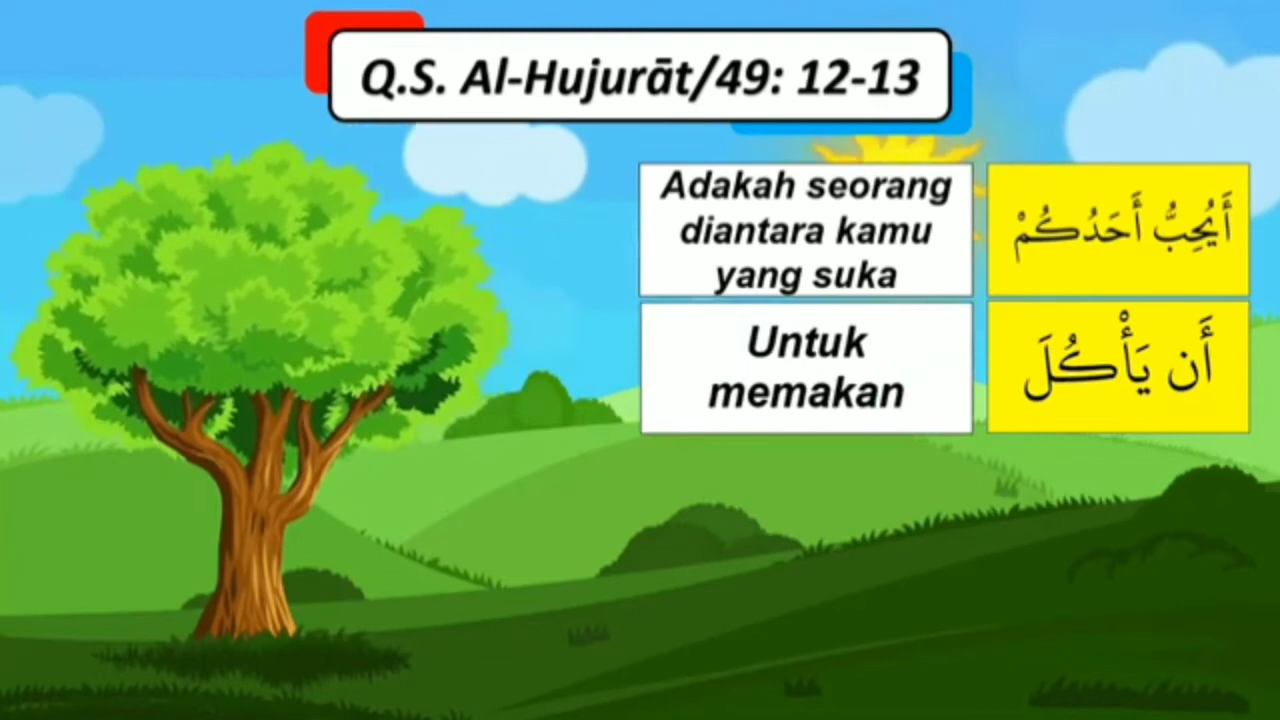 Q.S. Al-Hujurāt/49: 12-13
Adakah seorang
diantara kamu
yang suka
أَيُحِبُّ أَحَدُكُمْ
Untuk
memakan
أَن يَأْكُلَ